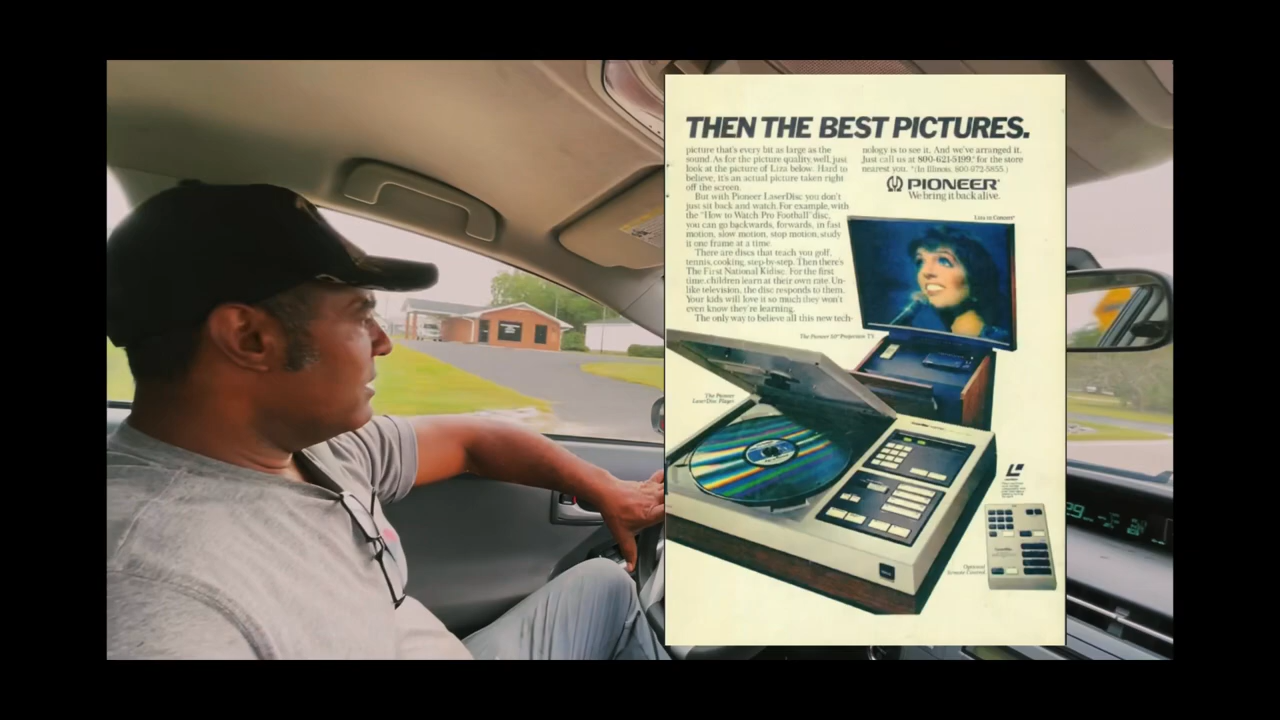 THEN THE BEST PICTURES.
picture that's every bit as large as the
sound. As for the picture quality, well, just
look at the picture of Liza below. Hard to
believe, it's an actual picture taken right
off the screen.
But with Pioneer LaserDisc you don't
just sit back and watch. For example, with
the "How to Watch Pro Football" disc,
you can go backwards, forwards, in fast
motion, slow motion, stop motion, study
it one frame at a time.
There are discs that teach you golf,
tennis, cooking, step-by-step. Then there's
The First National Kidisc. For the first
time, children learn at their own rate. Un-
like television, the disc responds to them.
Your kids will love it so much they won't
even know they're learning.
The only way to believe all this new tech-
nology is to see it. And we've arranged it.
Just call us at 800-621-5199,* for the store
nearest you. *(In Illinois, 800-972-5855.)
PIONEER®
We bring it back alive.
Liza in Concert*
The Pioneer 50" Projection TV.
The Pioneer
LaserDisc Player.
Optional
Remote Control